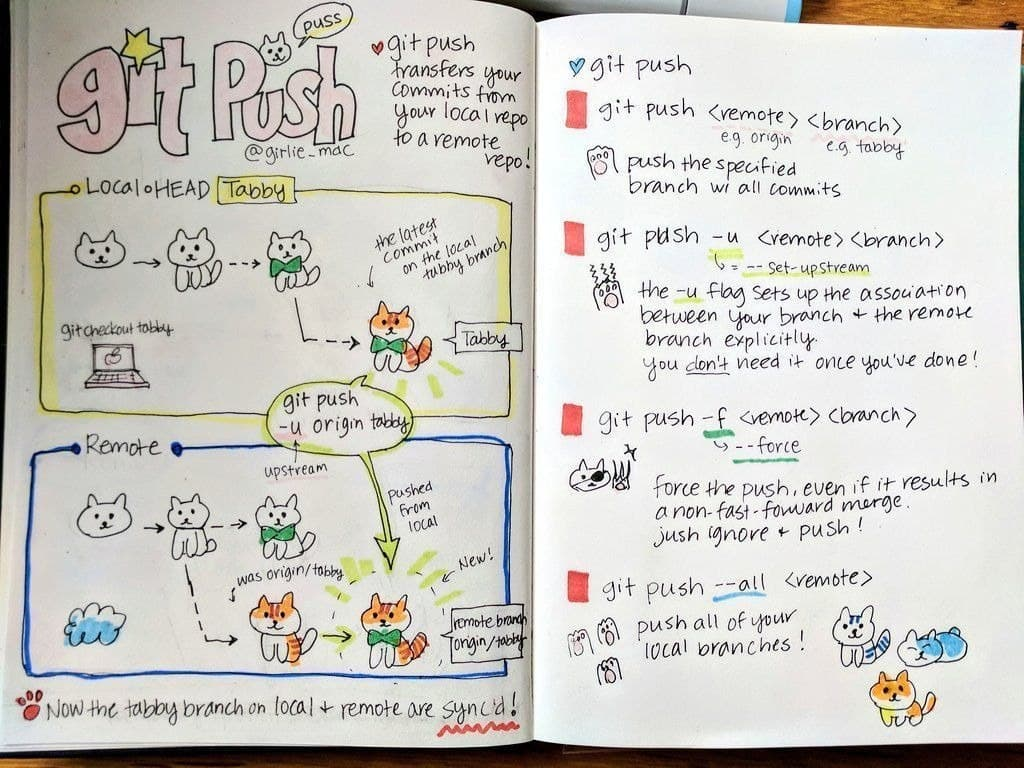 puss
git Push
@girlie_mac
git push
transfers your
commits from
your local repo
to a remote
repo!
Local HEAD Tabby
the latest
commit
on the local
tabby branch
git checkout tabby
Tabby
git push
-u origin tabby
upstream
Remote
pushed
from
local
was origin/tabby
New!
remote branch
origin/tabby
Now the tabby branch on local + remote are sync'd!
git push
git push <remote> <branch>
e.g. origin e.g. tabby
push the specified
branch w/ all commits
git push -u <remote> <branch>
↳ = --set-upstream
the -u flag sets up the association
between your branch + the remote
branch explicitly.
you don't need it once you've done!
git push -f <remote> <branch>
↳ --force
force the push, even if it results in
a non-fast-forward merge.
just ignore + push!
git push --all <remote>
push all of your
local branches!